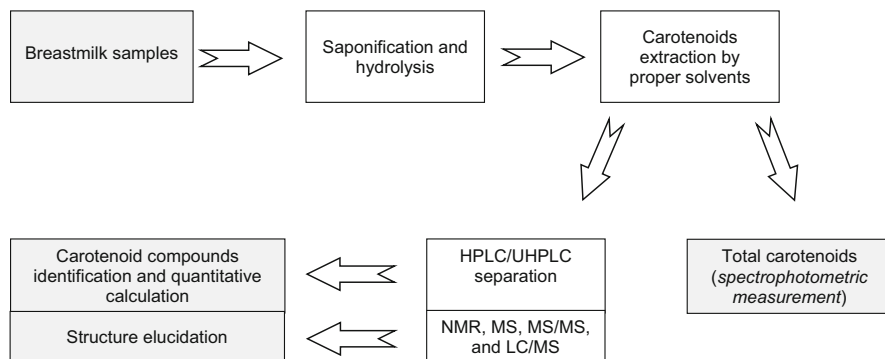 Breastmilk samples
Saponification and
hydrolysis
Carotenoids
extraction by
proper solvents
Carotenoid compounds
identification and quantitative
calculation
HPLC/UHPLC
separation
Total carotenoids
(spectrophotometric
measurement)
Structure elucidation
NMR, MS, MS/MS,
and LC/MS